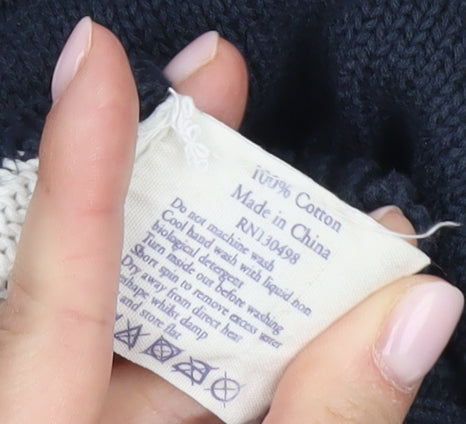 100% Cotton
Made in China
RN130498
Do not machine wash
Cool hand wash with liquid non
biological detergent
Turn inside out before washing
Short spin to remove excess water
Dry away from direct heat
shape whilst damp
and store flat